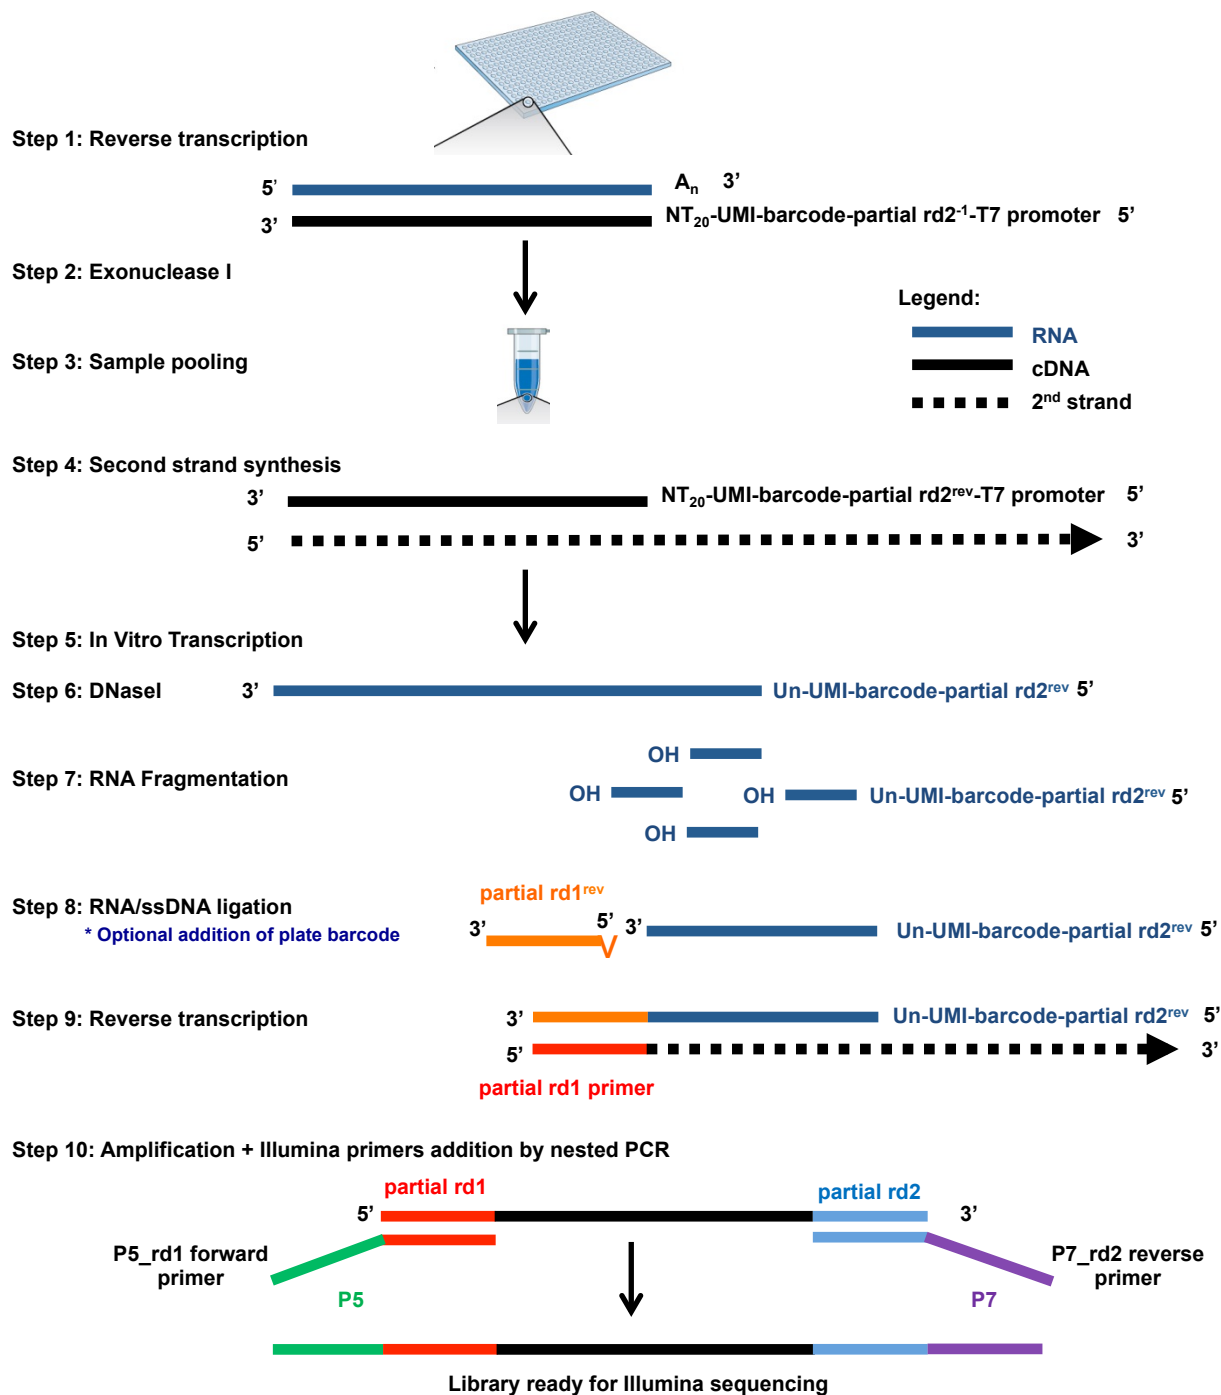 Step 1: Reverse transcription
5’ Aₙ 3’
3’ NT₂₀-UMI-barcode-partial rd2⁻¹-T7 promoter 5’
Step 2: Exonuclease I
Legend:
RNA
cDNA
2ⁿᵈ strand
Step 3: Sample pooling
Step 4: Second strand synthesis
3’ NT₂₀-UMI-barcode-partial rd2ʳᵉᵛ-T7 promoter 5’
5’ 3’
Step 5: In Vitro Transcription
Step 6: DNaseI 3’ Un-UMI-barcode-partial rd2ʳᵉᵛ 5’
OH
Step 7: RNA Fragmentation
OH OH Un-UMI-barcode-partial rd2ʳᵉᵛ 5’
OH
partial rd1ʳᵉᵛ
Step 8: RNA/ssDNA ligation
3’ 5’ 3’ Un-UMI-barcode-partial rd2ʳᵉᵛ 5’
* Optional addition of plate barcode
Step 9: Reverse transcription 3’ Un-UMI-barcode-partial rd2ʳᵉᵛ 5’
5’ 3’
partial rd1 primer
Step 10: Amplification + Illumina primers addition by nested PCR
partial rd1 partial rd2
5’ 3’
P5_rd1 forward
primer
P7_rd2 reverse
primer
P5 P7
Library ready for Illumina sequencing